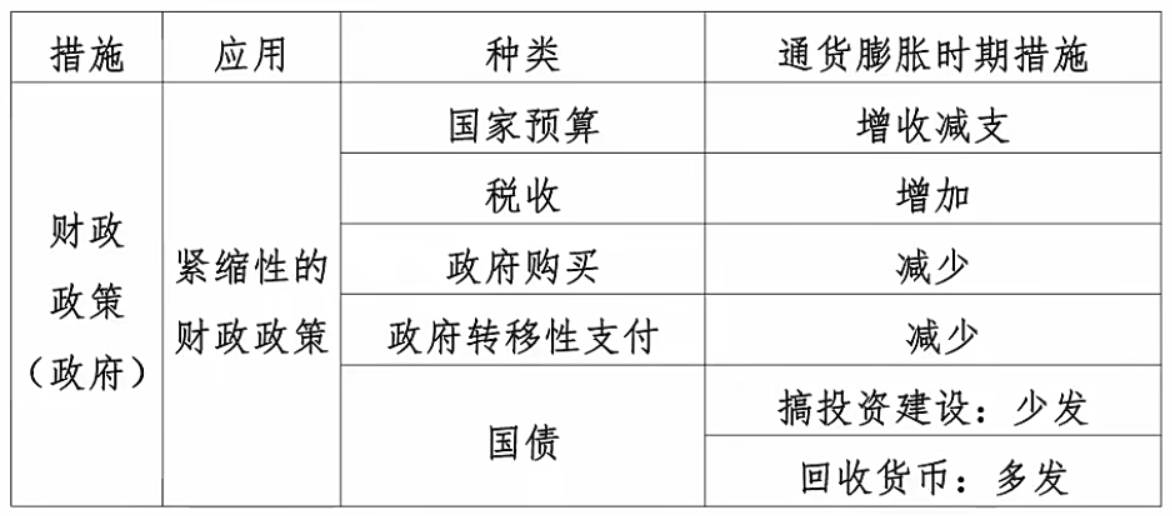 措施 应用 种类 通货膨胀时期措施
财政
政策
（政府）
紧缩性的
财政政策
国家预算 增收减支
税收 增加
政府购买 减少
政府转移性支付 减少
国债
搞投资建设：少发
回收货币：多发